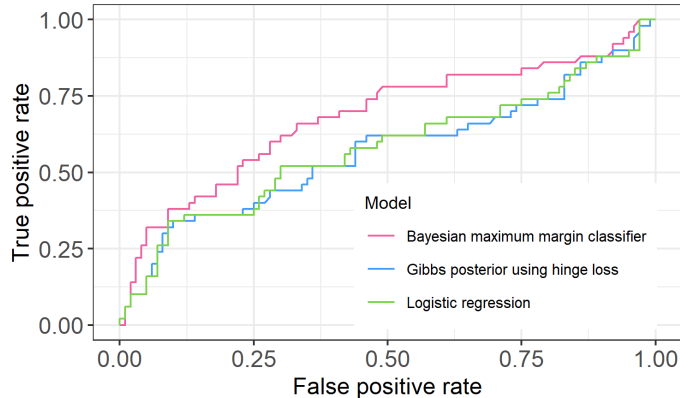 1.00
0.75
0.50
0.25
0.00
True positive rate
Model
Bayesian maximum margin classifier
Gibbs posterior using hinge loss
Logistic regression
0.00 0.25 0.50 0.75 1.00
False positive rate